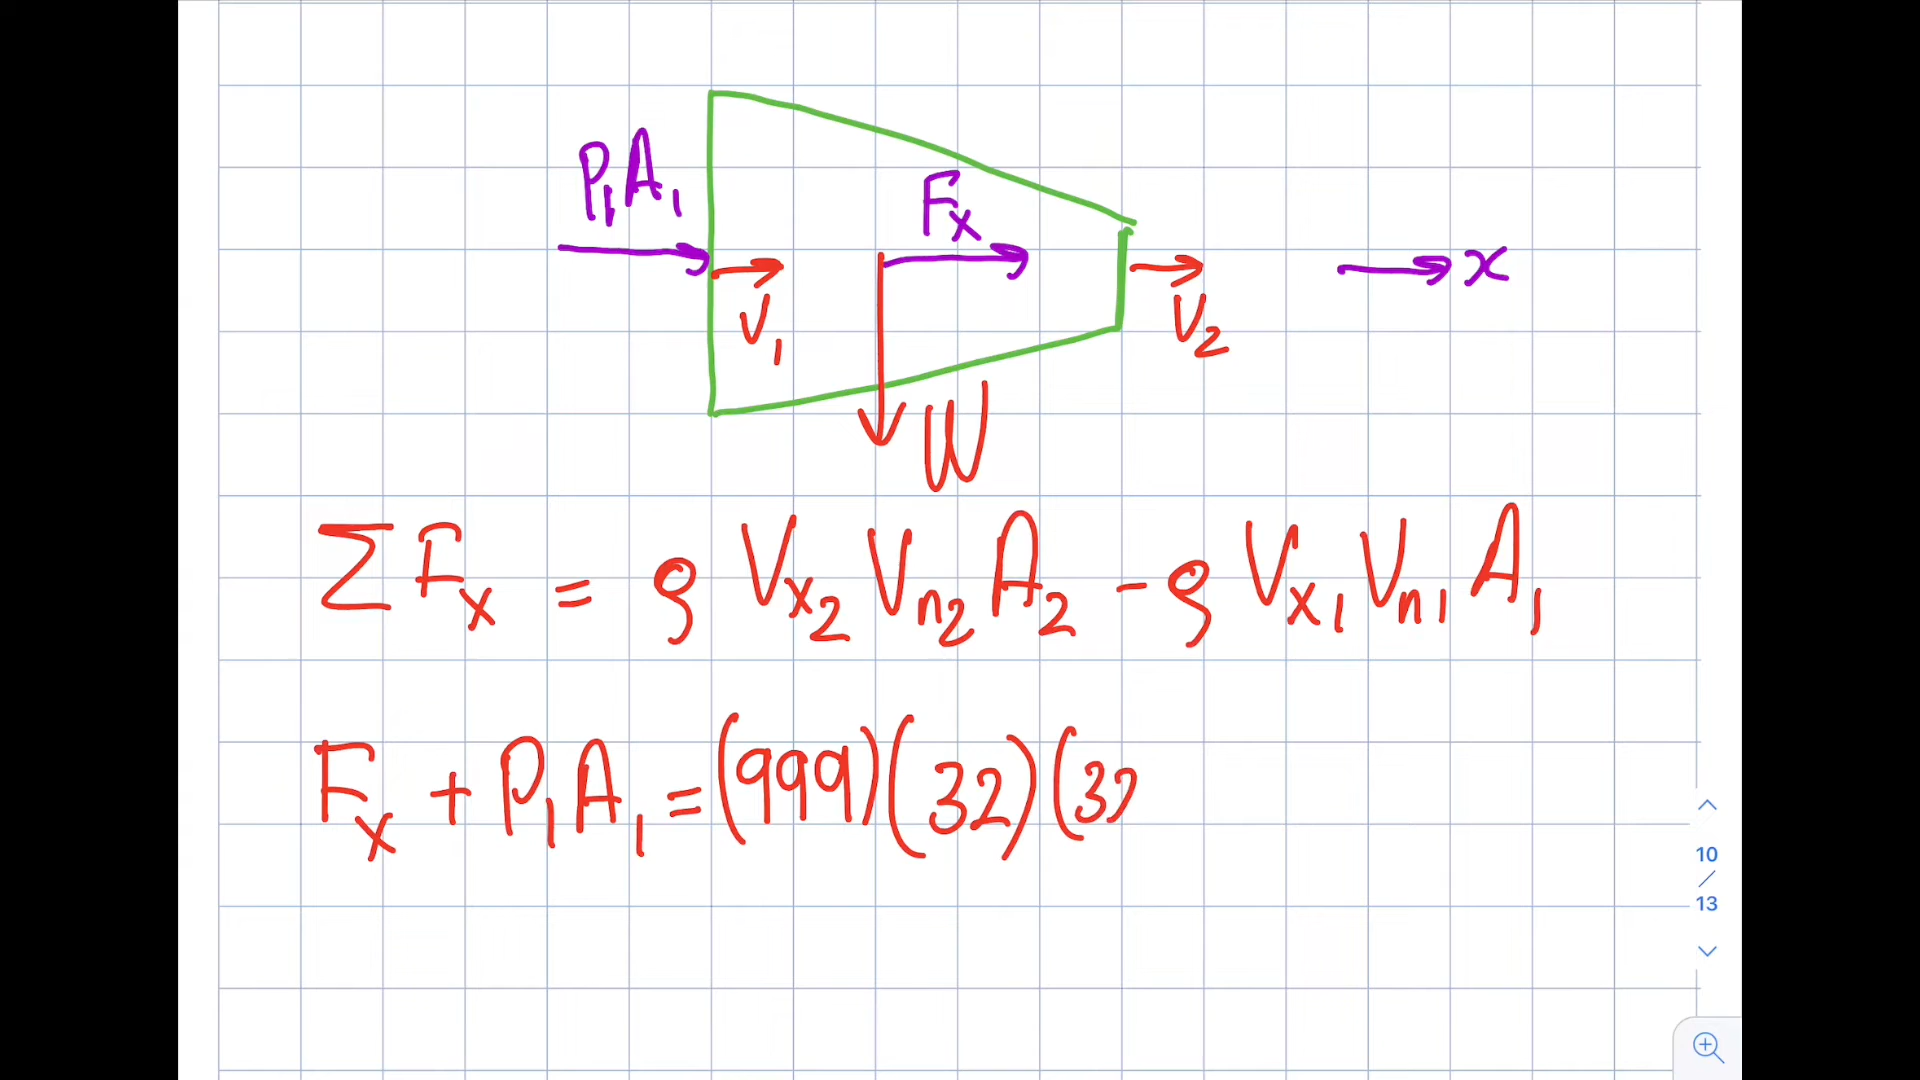 P₁A₁
Fₓ
V₁
V₂
x
W
ΣFₓ = ρ Vₓ₂ Vn₂ A₂ - ρ Vₓ₁ Vn₁ A₁
Fₓ + P₁A₁ = (999)(32)(32
10
/
13